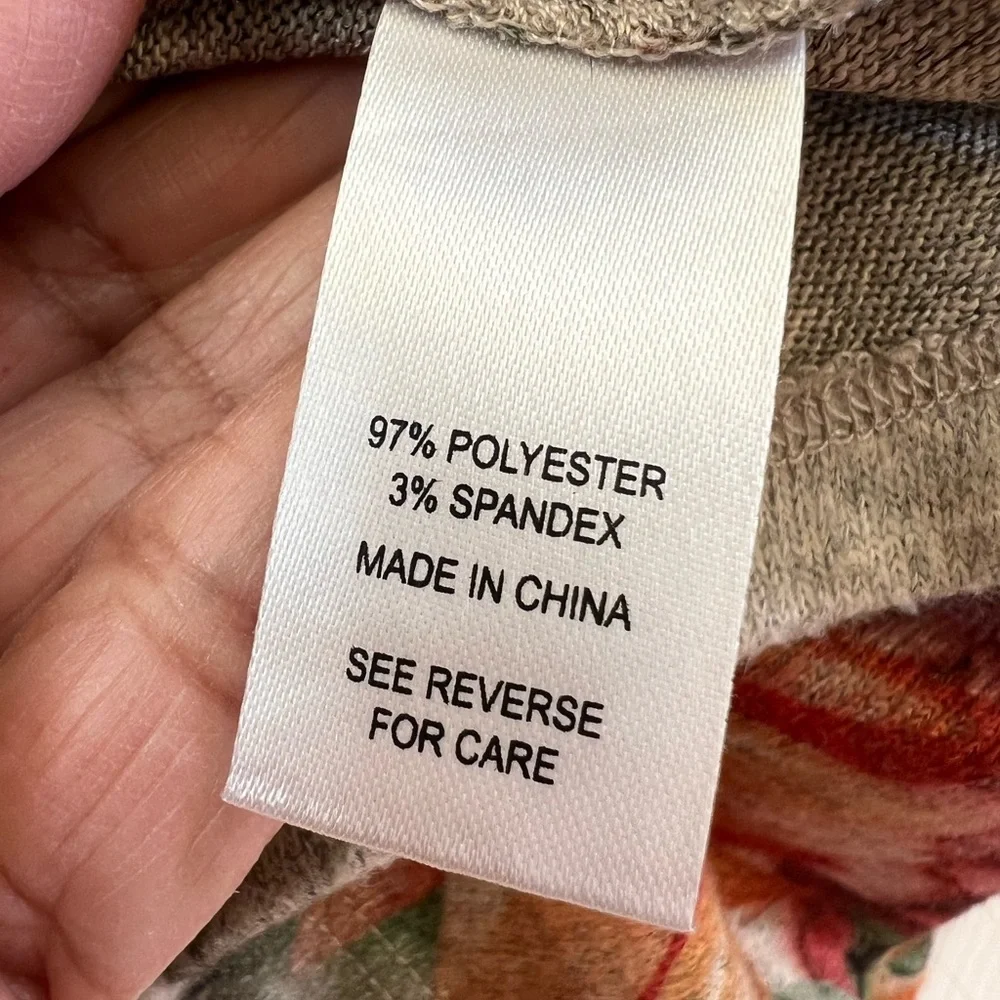 97% POLYESTER
3% SPANDEX
MADE IN CHINA
SEE REVERSE
FOR CARE